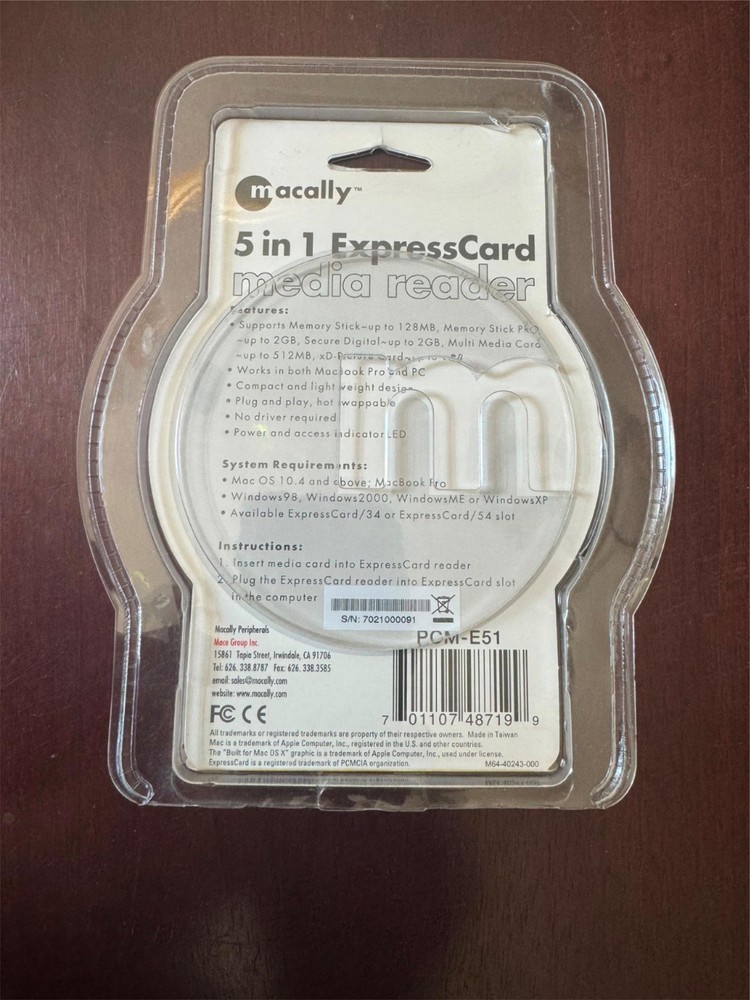 macally™
5 in 1 ExpressCard
media reader
Features:
• Supports Memory Stick~up to 128MB, Memory Stick PRO
~up to 2GB, Secure Digital~up to 2GB, Multi Media Card
~up to 512MB, xD-Picture Card~up to
• Works in both MacBook Pro and PC
• Compact and light weight design
• Plug and play, hot swappable
• No driver required
• Power and access indicator LED
System Requirements:
• Mac OS 10.4 and above; MacBook Pro
• Windows98, Windows2000, WindowsME or WindowsXP
• Available ExpressCard/34 or ExpressCard/54 slot
Instructions:
1. Insert media card into ExpressCard reader
2. Plug the ExpressCard reader into ExpressCard slot
in the computer
S/N: 7021000091
PCM-E51
Macally Peripherals
Mace Group Inc.
15861 Tapia Street, Irwindale, CA 91706
Tel: 626. 338.8787 Fax: 626. 338.3585
email: sales@macally.com
website: www.macally.com
FC CE
7 01107 48719 9
All trademarks or registered trademarks are property of their respective owners. Made in Taiwan
Mac is a trademark of Apple Computer, Inc., registered in the U.S. and other countries.
The "Built for Mac OS X" graphic is a trademark of Apple Computer, Inc., used under license.
ExpressCard is a registered trademark of PCMCIA organization.
M64-40243-000
m